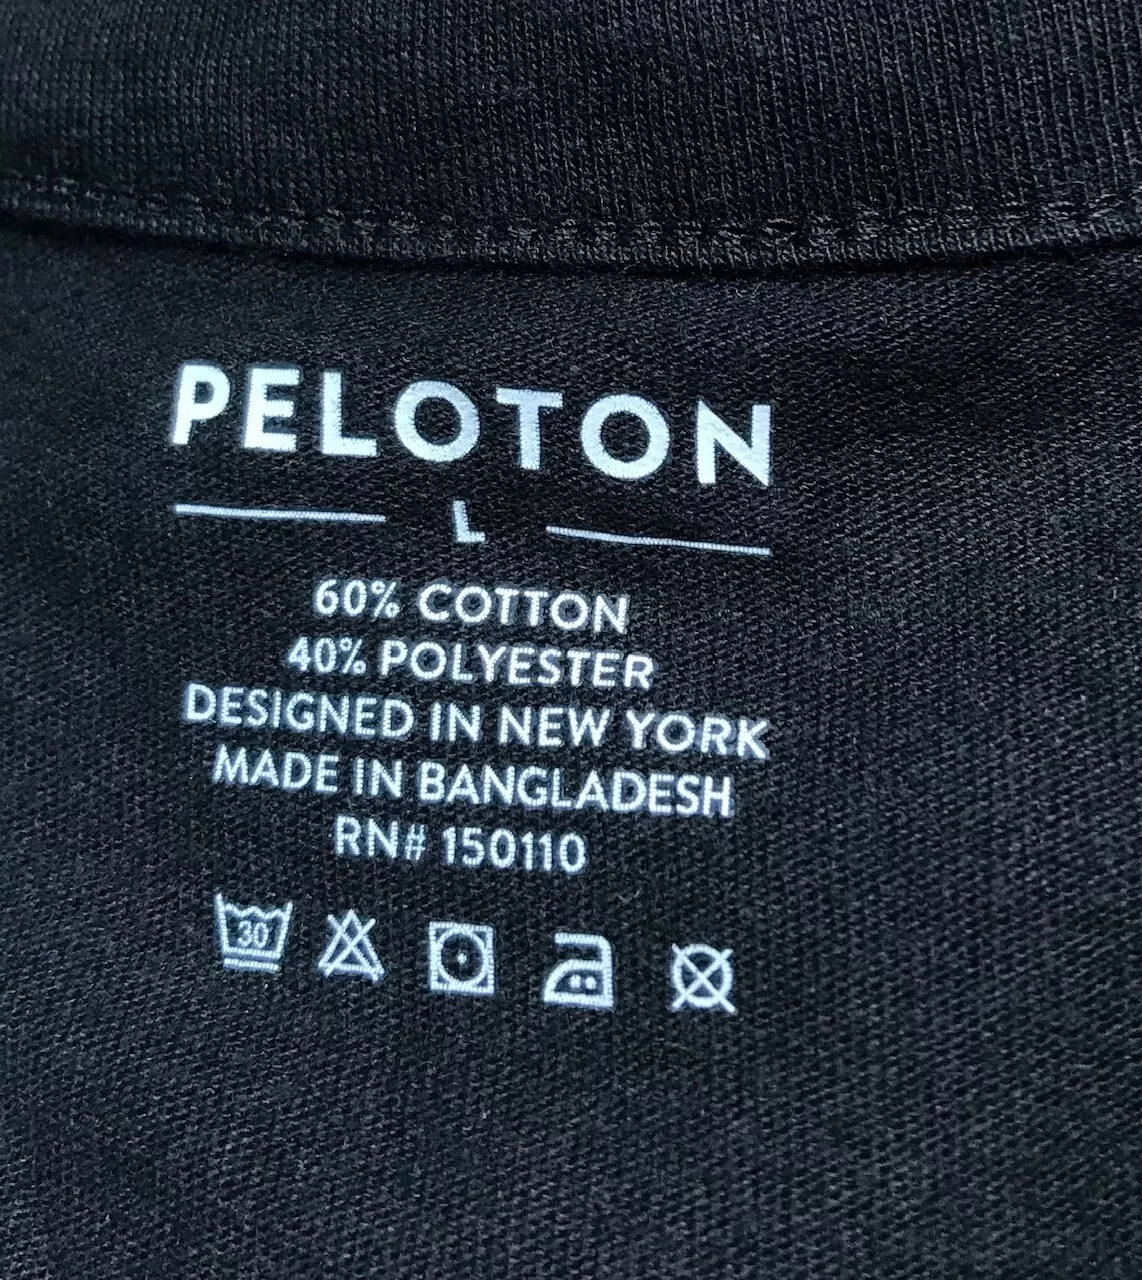 PELOTON
L
60% COTTON
40% POLYESTER
DESIGNED IN NEW YORK
MADE IN BANGLADESH
RN# 150110
30